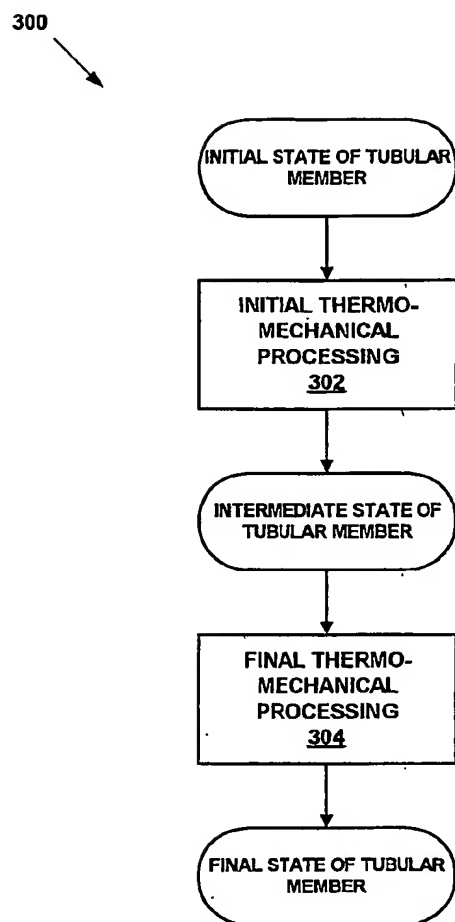 300
INITIAL STATE OF TUBULAR
MEMBER
INITIAL THERMO-
MECHANICAL
PROCESSING
302
INTERMEDIATE STATE OF
TUBULAR MEMBER
FINAL THERMO-
MECHANICAL
PROCESSING
304
FINAL STATE OF TUBULAR
MEMBER